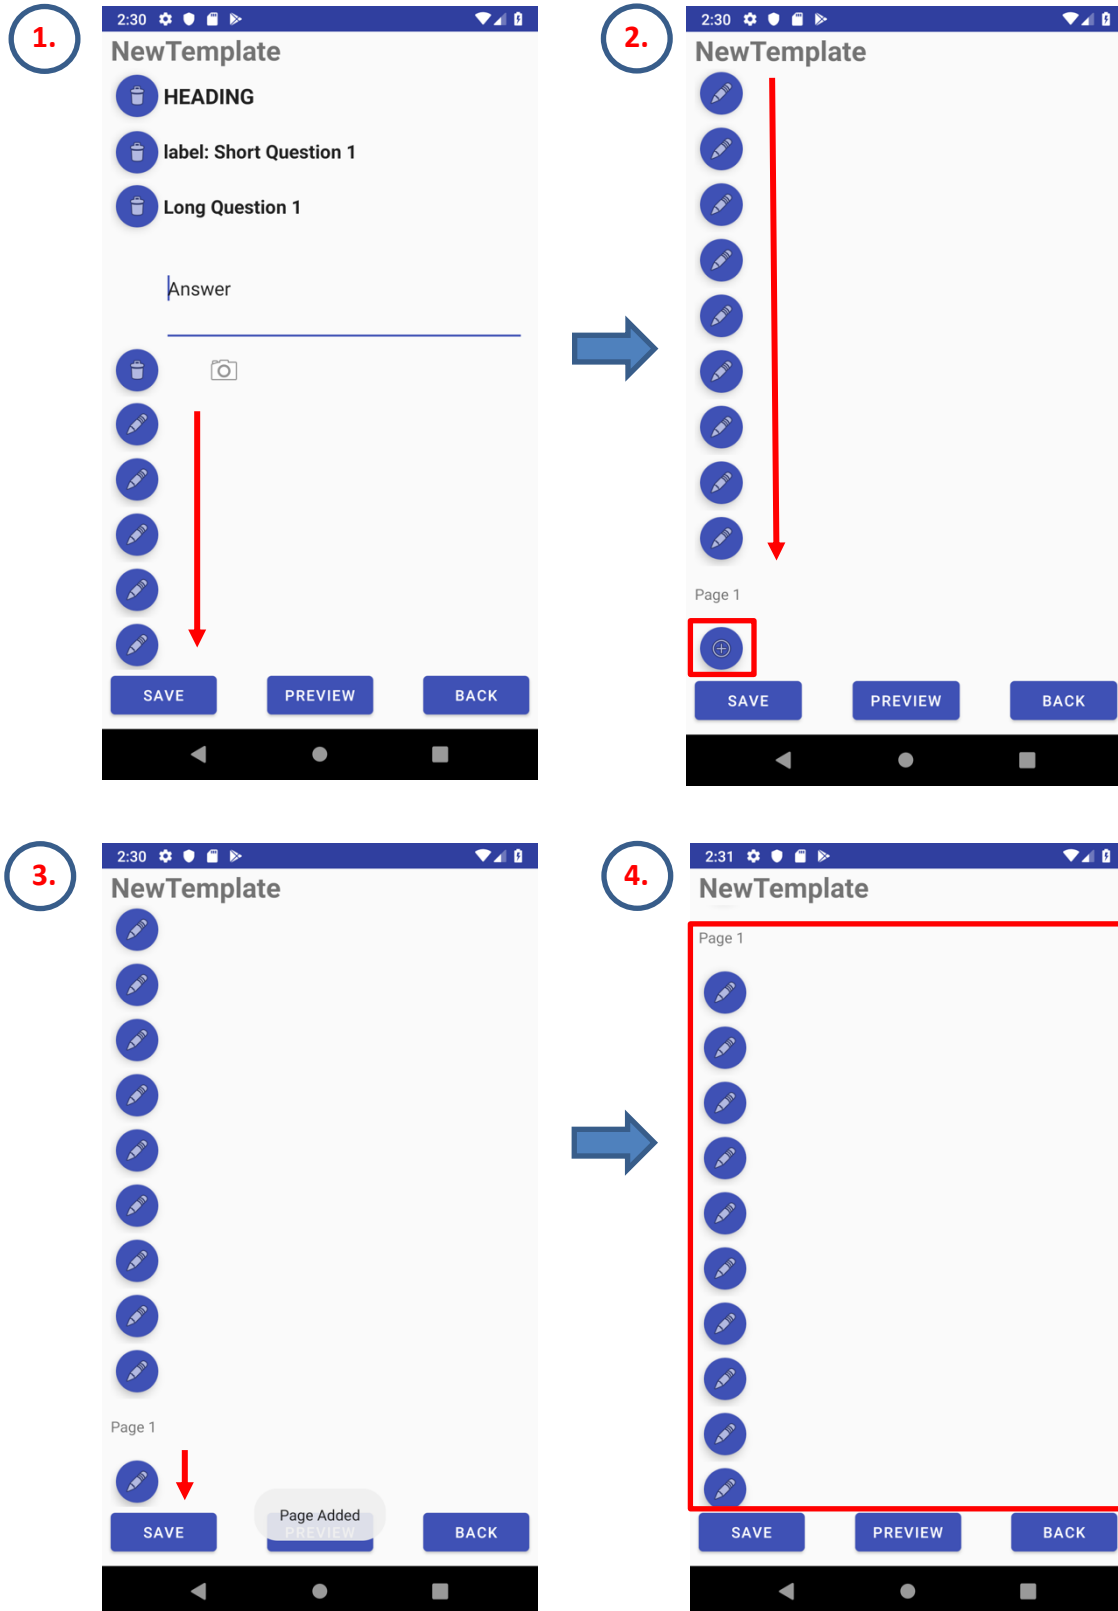 1.
2:30
NewTemplate
HEADING
label: Short Question 1
Long Question 1
Answer
SAVE PREVIEW BACK
2.
2:30
NewTemplate
Page 1
SAVE PREVIEW BACK
3.
2:30
NewTemplate
Page 1
Page Added
SAVE PREVIEW BACK
4.
2:31
NewTemplate
Page 1
SAVE PREVIEW BACK